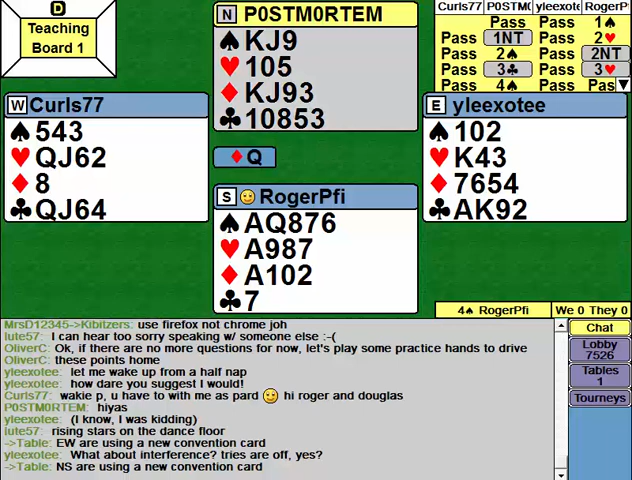 D
Teaching
Board 1
N P0STM0RTEM
♠KJ9
♥105
♦KJ93
♣10853
Curls77 P0STM( yleexote RogerP
Pass Pass 1♠
Pass 1NT Pass 2♥
Pass 2♠ Pass 2NT
Pass 3♣ Pass 3♥
Pass 4♠ Pass Pas
W Curls77
♠543
♥QJ62
♦8
♣QJ64
♦Q
E yleexotee
♠102
♥K43
♦7654
♣AK92
S RogerPfi
♠AQ876
♥A987
♦A102
♣7
4♠ RogerPfi We 0 They 0
MrsD12345->Kibitzers: use firefox not chrome joh
lute57: I can hear too sorry speaking w/ someone else :-(
OliverC: Ok, if there are no more questions for now, let's play some practice hands to drive
OliverC: these points home
yleexotee: let me wake up from a half nap
yleexotee: how dare you suggest I would!
Curls77: wakie p, u have to with me as pard hi roger and douglas
P0STM0RTEM: hiyas
yleexotee: (I know, I was kidding)
lute57: rising stars on the dance floor
->Table: EW are using a new convention card
yleexotee: What about interference? tries are off, yes?
->Table: NS are using a new convention card
Chat
Lobby
7526
Tables
1
Tourneys